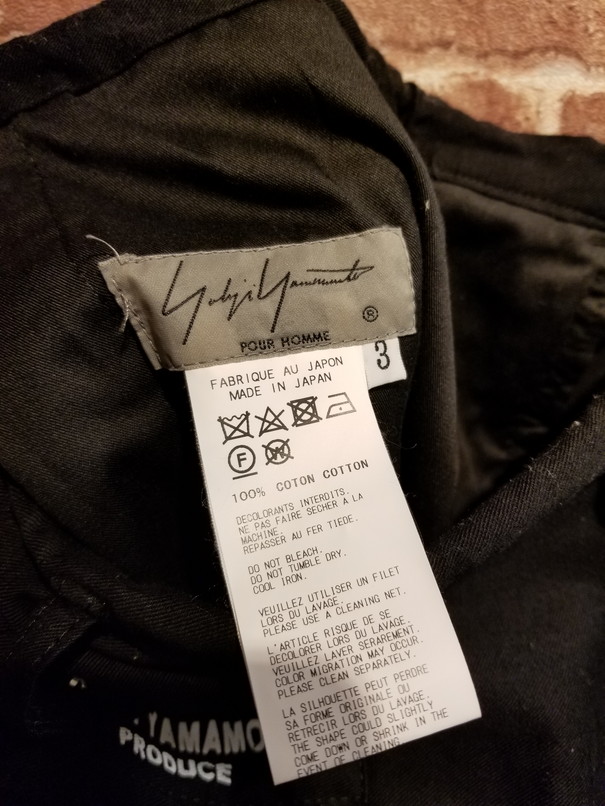 Yohji Yamamoto
®
POUR HOMME
3
FABRIQUE AU JAPON
MADE IN JAPAN
F W
100% COTON COTTON
DECOLORANTS INTERDITS.
NE PAS FAIRE SECHER A LA
MACHINE.
REPASSER AU FER TIEDE.
DO NOT BLEACH.
DO NOT TUMBLE DRY.
COOL IRON.
VEUILLEZ UTILISER UN FILET
LORS DU LAVAGE.
PLEASE USE A CLEANING NET.
L'ARTICLE RISQUE DE SE
DECOLORER LORS DU LAVAGE.
VEUILLEZ LAVER SERAREMENT.
COLOR MIGRATION MAY OCCUR.
PLEASE CLEAN SEPARATELY.
LA SILHOUETTE PEUT PERDRE
SA FORME ORIGINALE OU
RETRECIR LORS DU LAVAGE.
THE SHAPE COULD SLIGHTLY
COME DOWN OR SHRINK IN THE
EVENT OF CLEANING.
YAMAMO
PRODUCE